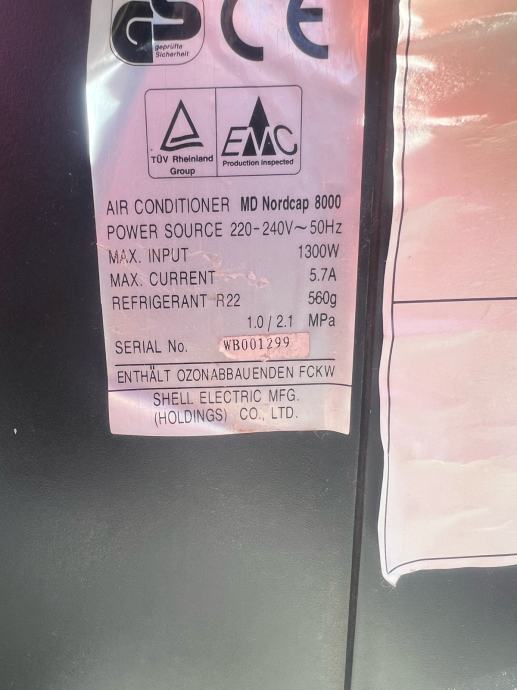 GS
geprüfte
Sicherheit
CE
TÜV Rheinland
Group
EMC
Production inspected
AIR CONDITIONER MD Nordcap 8000
POWER SOURCE 220-240V~50Hz
MAX. INPUT 1300W
MAX. CURRENT 5.7A
REFRIGERANT R22 560g
1.0/2.1 MPa
SERIAL No. WB001299
ENTHÄLT OZONABBAUENDEN FCKW
SHELL ELECTRIC MFG.
(HOLDINGS) CO., LTD.